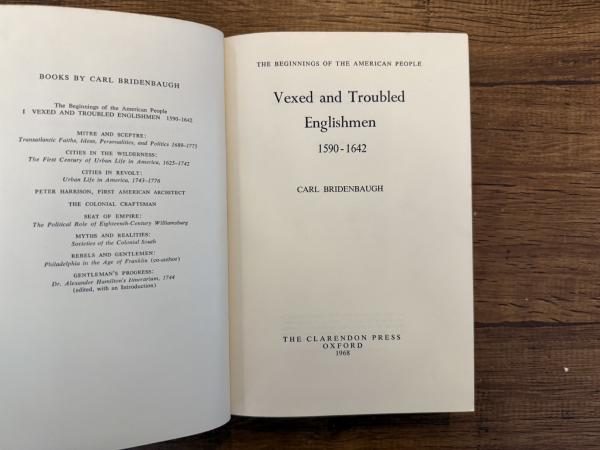 BOOKS BY CARL BRIDENBAUGH
The Beginnings of the American People
I VEXED AND TROUBLED ENGLISHMEN 1590-1642
MITRE AND SCEPTRE:
Transatlantic Faiths, Ideas, Personalities, and Politics 1689-1775
CITIES IN THE WILDERNESS:
The First Century of Urban Life in America, 1625-1742
CITIES IN REVOLT:
Urban Life in America, 1743-1776
PETER HARRISON, FIRST AMERICAN ARCHITECT
THE COLONIAL CRAFTSMAN
SEAT OF EMPIRE:
The Political Role of Eighteenth-Century Williamsburg
MYTHS AND REALITIES:
Societies of the Colonial South
REBELS AND GENTLEMEN:
Philadelphia in the Age of Franklin (co-author)
GENTLEMAN'S PROGRESS:
Dr. Alexander Hamilton's Itinerarium, 1744
(edited, with an Introduction)
THE BEGINNINGS OF THE AMERICAN PEOPLE
Vexed and Troubled
Englishmen
1590-1642
CARL BRIDENBAUGH
THE CLARENDON PRESS
OXFORD
1968